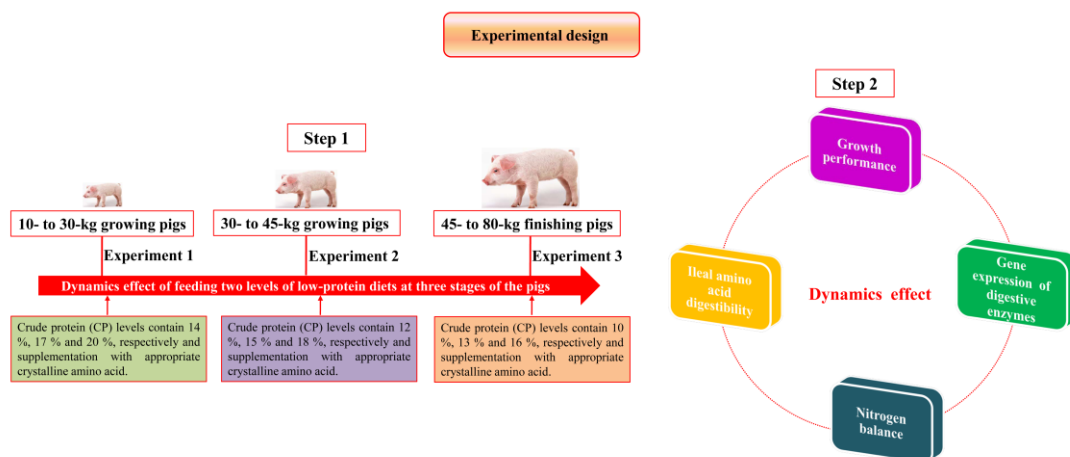 Experimental design
Step 1
10- to 30-kg growing pigs
30- to 45-kg growing pigs
45- to 80-kg finishing pigs
Experiment 1
Experiment 2
Experiment 3
Dynamics effect of feeding two levels of low-protein diets at three stages of the pigs
Crude protein (CP) levels contain 14
%, 17 % and 20 %, respectively and
supplementation with appropriate
crystalline amino acid.
Crude protein (CP) levels contain 12
%, 15 % and 18 %, respectively and
supplementation with appropriate
crystalline amino acid.
Crude protein (CP) levels contain 10
%, 13 % and 16 %, respectively and
supplementation with appropriate
crystalline amino acid.
Step 2
Growth
performance
Ileal amino
acid
digestibility
Dynamics effect
Gene
expression of
digestive
enzymes
Nitrogen
balance